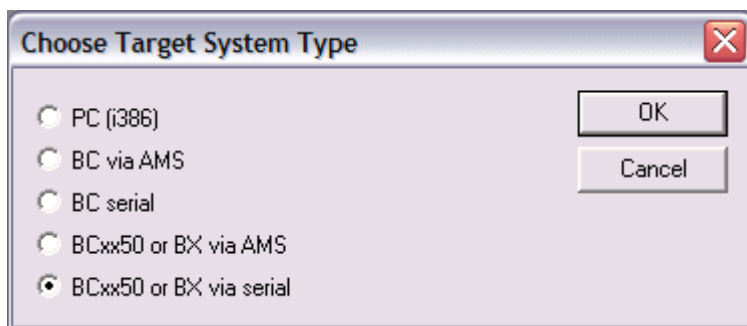 Choose Target System Type
PC (i386)
BC via AMS
BC serial
BCxx50 or BX via AMS
BCxx50 or BX via serial
OK
Cancel